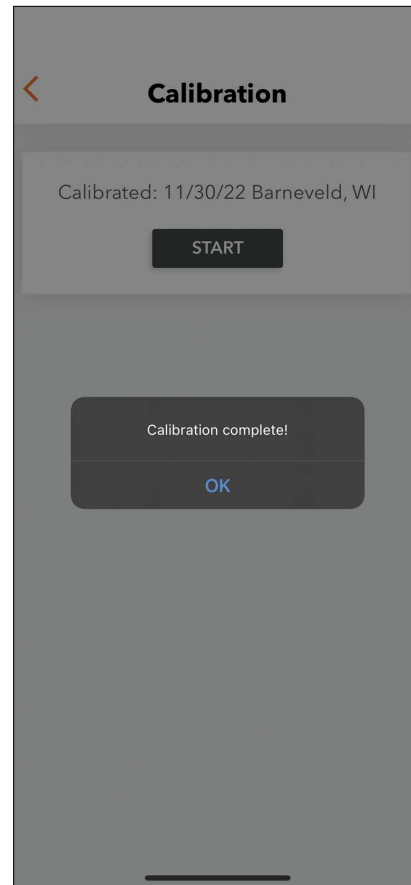 Calibration
Calibrated: 11/30/22 Barneveld, WI
START
Calibration complete!
OK